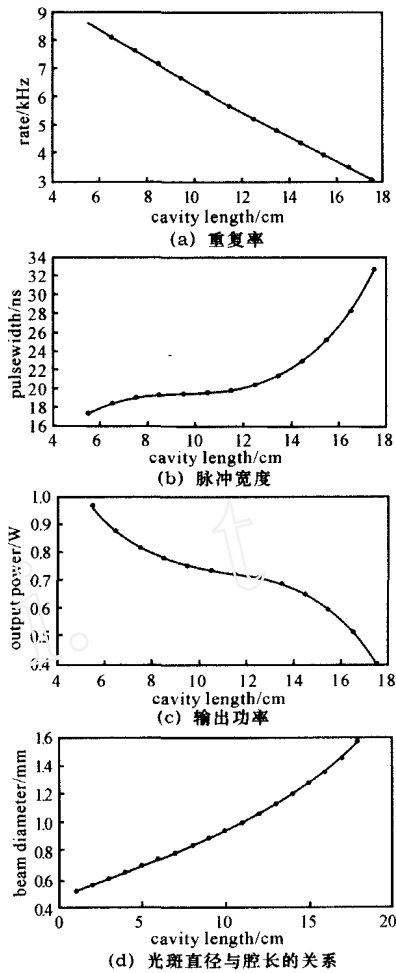 9
8
7
6
5
4
3
rate/kHz
4 6 8 10 12 14 16 18
cavity length/cm
(a) 重复率
34
32
30
28
26
24
22
20
18
16
pulsewidth/ns
4 6 8 10 12 14 16 18
cavity length/cm
(b) 脉冲宽度
1.0
0.9
0.8
0.7
0.6
0.5
0.4
output power/W
4 6 8 10 12 14 16 18
cavity length/cm
(c) 输出功率
1.6
1.4
1.2
1.0
0.8
0.6
0.4
beam diameter/mm
0 5 10 15 20
cavity length/cm
(d) 光斑直径与腔长的关系